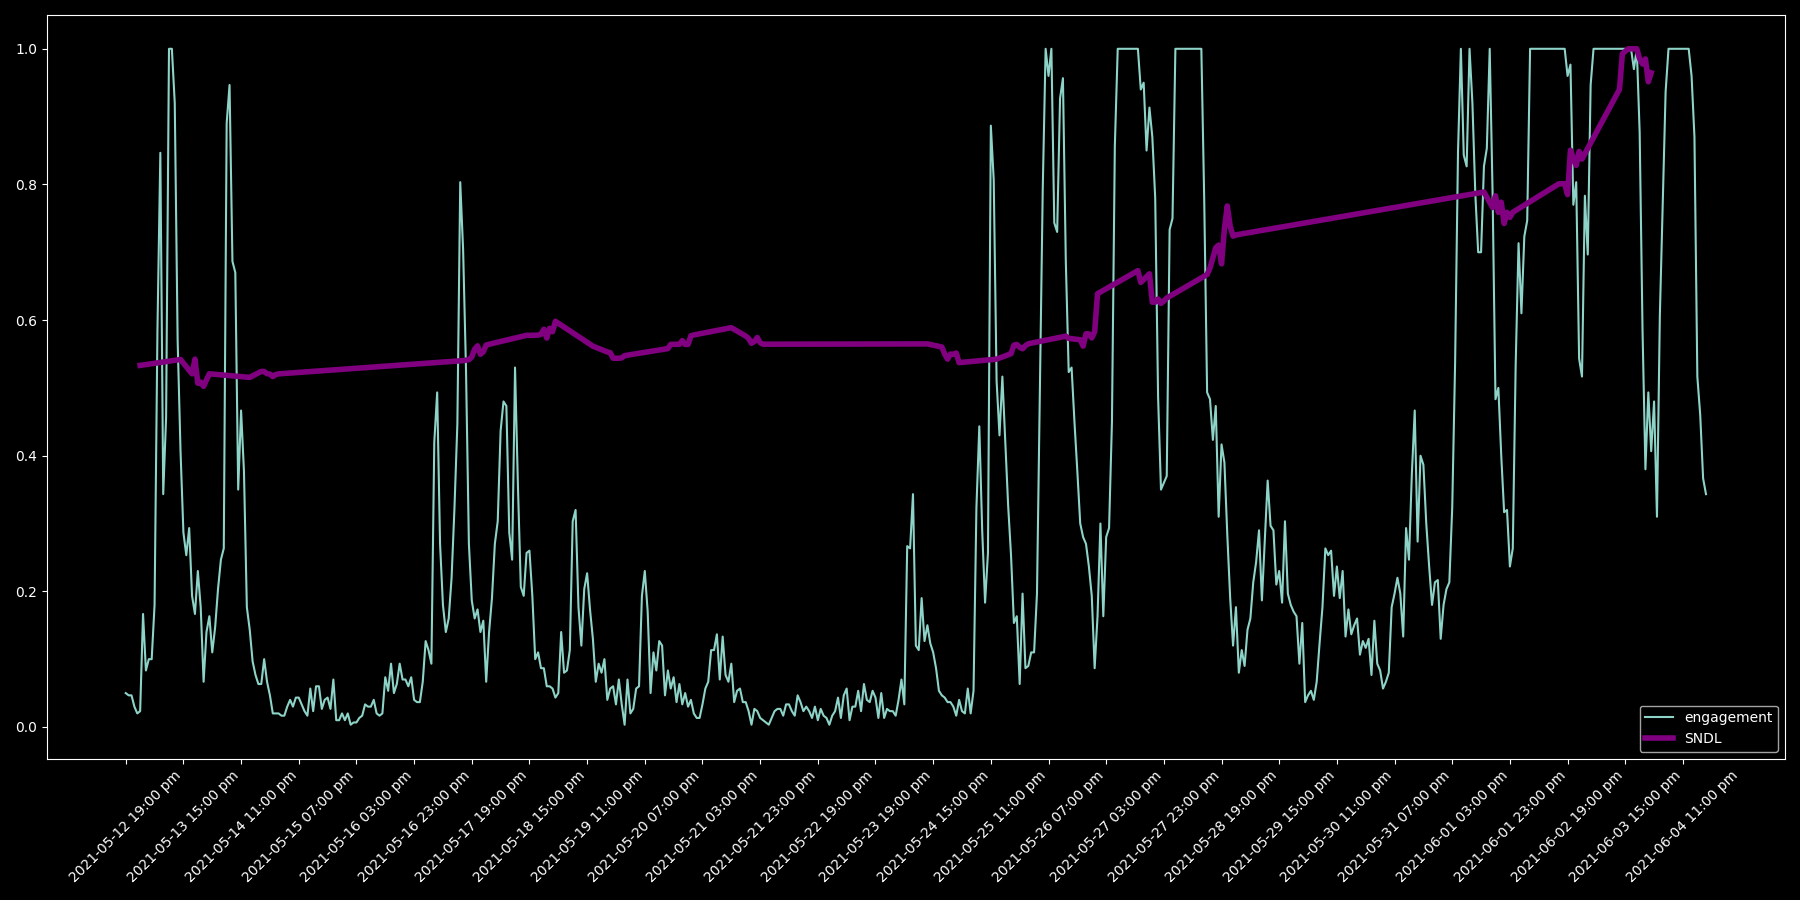 1.0
0.8
0.6
0.4
0.2
0.0
engagement
SNDL
2021-05-12 19:00 pm
2021-05-13 15:00 pm
2021-05-14 11:00 pm
2021-05-15 07:00 pm
2021-05-16 03:00 pm
2021-05-16 23:00 pm
2021-05-17 19:00 pm
2021-05-18 15:00 pm
2021-05-19 11:00 pm
2021-05-20 07:00 pm
2021-05-21 03:00 pm
2021-05-21 23:00 pm
2021-05-22 19:00 pm
2021-05-23 19:00 pm
2021-05-24 15:00 pm
2021-05-25 11:00 pm
2021-05-26 07:00 pm
2021-05-27 03:00 pm
2021-05-27 23:00 pm
2021-05-28 19:00 pm
2021-05-29 15:00 pm
2021-05-30 11:00 pm
2021-05-31 07:00 pm
2021-06-01 03:00 pm
2021-06-01 23:00 pm
2021-06-02 19:00 pm
2021-06-03 15:00 pm
2021-06-04 11:00 pm